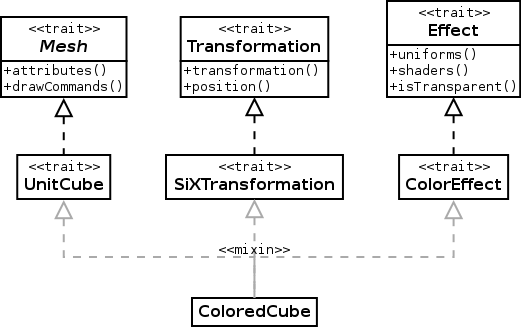 <<trait>>
Mesh
+attributes()
+drawCommands()
<<trait>>
Transformation
+transformation()
+position()
<<trait>>
Effect
+uniforms()
+shaders()
+isTransparent()
<<trait>>
UnitCube
<<trait>>
SiXTransformation
<<trait>>
ColorEffect
<<mixin>>
ColoredCube